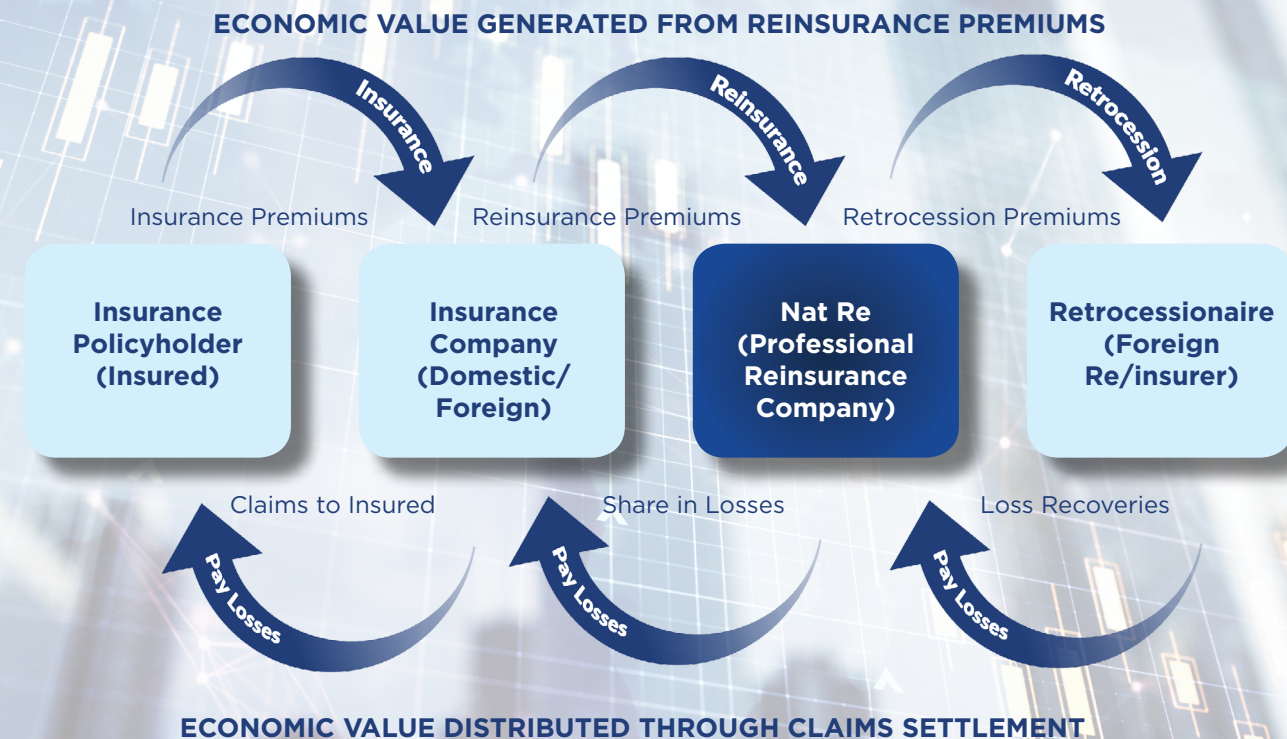 ECONOMIC VALUE GENERATED FROM REINSURANCE PREMIUMS
Insurance
Reinsurance
Retrocession
Insurance Premiums
Reinsurance Premiums
Retrocession Premiums
Insurance
Policyholder
(Insured)
Insurance
Company
(Domestic/
Foreign)
Nat Re
(Professional
Reinsurance
Company)
Retrocessionaire
(Foreign
Re/insurer)
Claims to Insured
Share in Losses
Loss Recoveries
Pay Losses
Pay Losses
Pay Losses
ECONOMIC VALUE DISTRIBUTED THROUGH CLAIMS SETTLEMENT